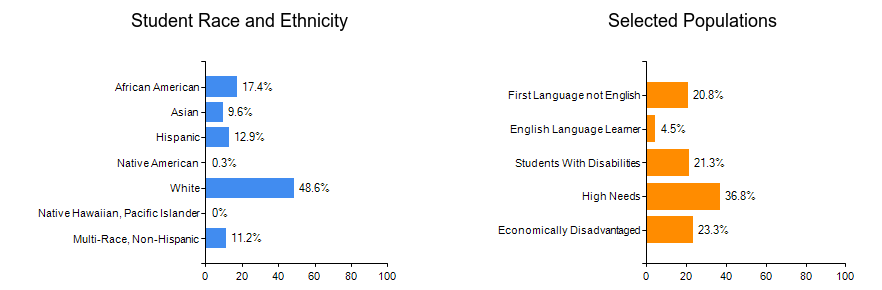 Student Race and Ethnicity
African American 17.4%
Asian 9.6%
Hispanic 12.9%
Native American 0.3%
White 48.6%
Native Hawaiian, Pacific Islander 0%
Multi-Race, Non-Hispanic 11.2%
0 20 40 60 80 100
Selected Populations
First Language not English 20.8%
English Language Learner 4.5%
Students With Disabilities 21.3%
High Needs 36.8%
Economically Disadvantaged 23.3%
0 20 40 60 80 100